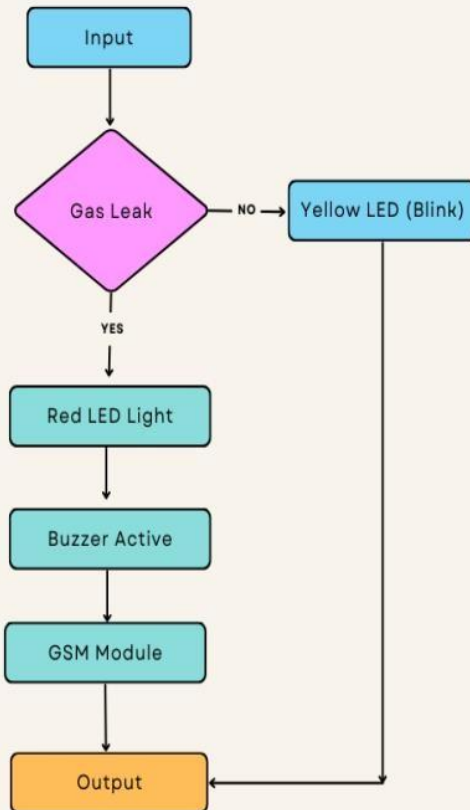 Input
Gas Leak
NO
Yellow LED (Blink)
YES
Red LED Light
Buzzer Active
GSM Module
Output